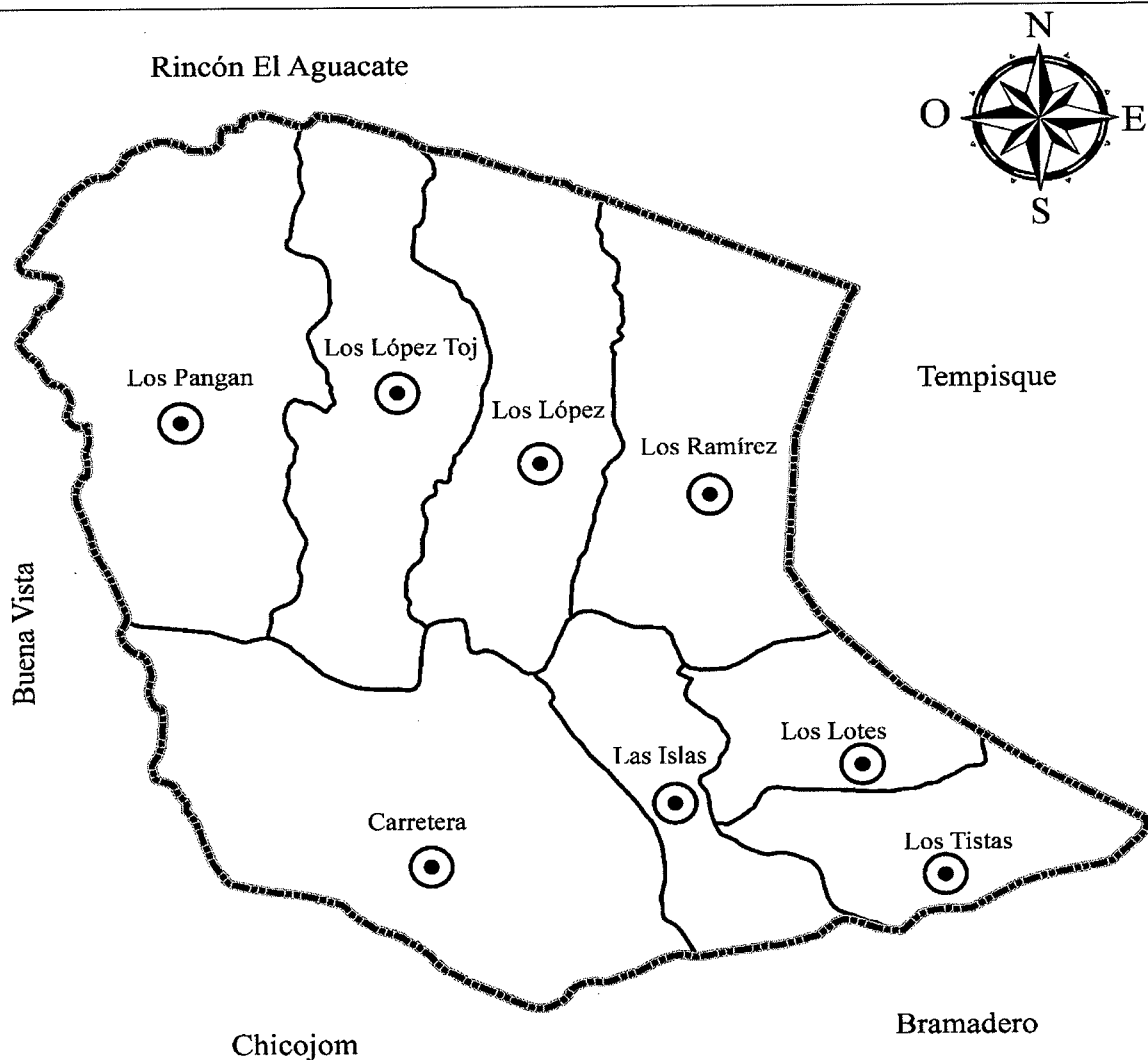 N
Rincón El Aguacate
O
E
S
Los López Toj
Los Pangan
Tempisque
Los López
Los Ramírez
Buena Vista
Los Lotes
Las Islas
Carretera
Los Tistas
Bramadero
Chicojom